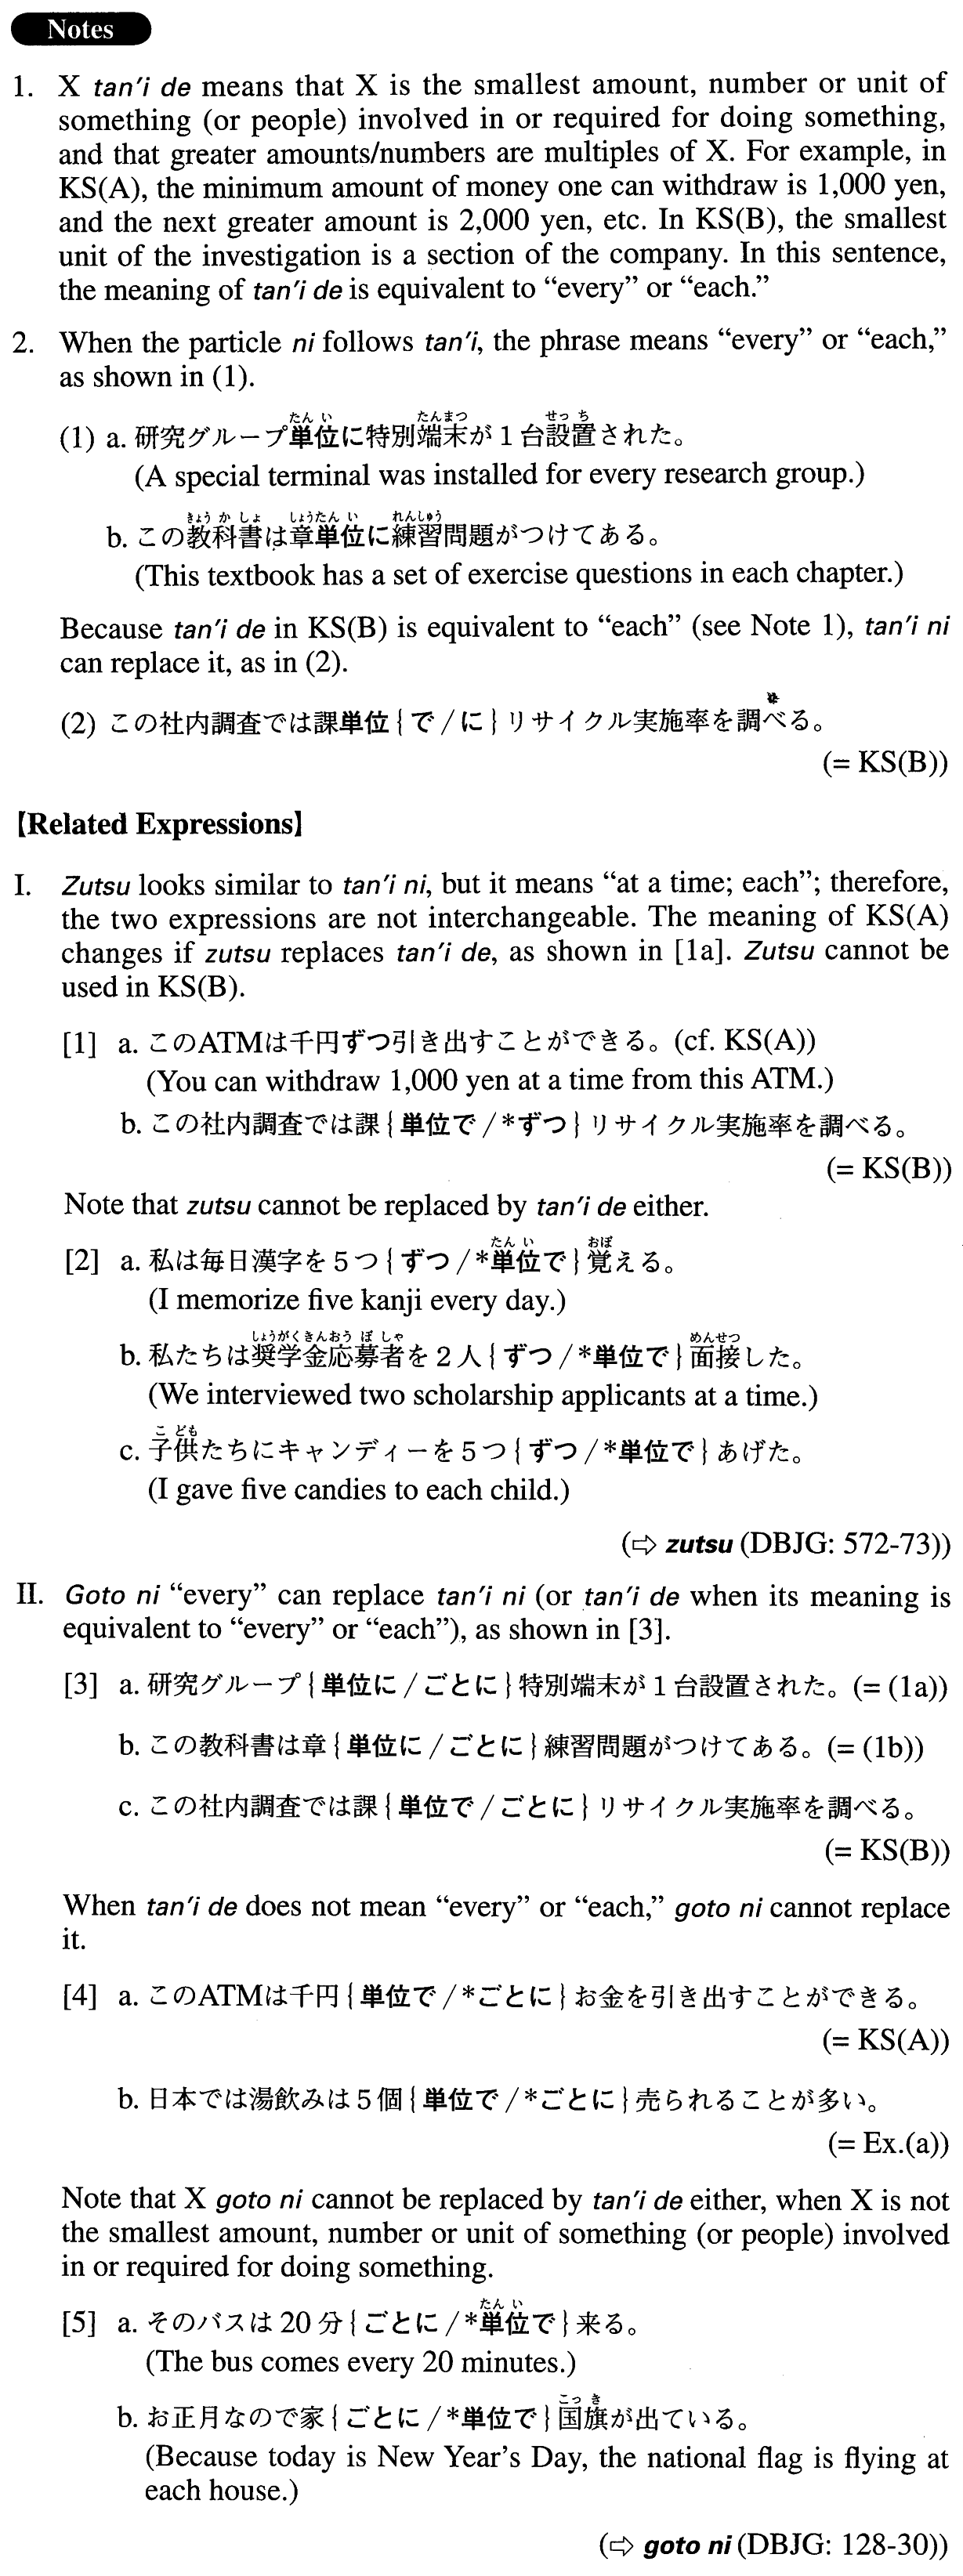 Notes
1. X tan'i de means that X is the smallest amount, number or unit of
something (or people) involved in or required for doing something,
and that greater amounts/numbers are multiples of X. For example, in
KS(A), the minimum amount of money one can withdraw is 1,000 yen,
and the next greater amount is 2,000 yen, etc. In KS(B), the smallest
unit of the investigation is a section of the company. In this sentence,
the meaning of tan'i de is equivalent to “every” or “each.”
2. When the particle ni follows tan'i, the phrase means “every” or “each,”
as shown in (1).
たんい たんまつ せっち
(1) a. 研究グループ単位に特別端末が1台設置された。
(A special terminal was installed for every research group.)
きょうかしょ しょうたんい れんしゅう
b. この教科書は章単位に練習問題がつけてある。
(This textbook has a set of exercise questions in each chapter.)
Because tan'i de in KS(B) is equivalent to “each” (see Note 1), tan'i ni
can replace it, as in (2).
(2) この社内調査では課単位{で/に}リサイクル実施率を調べる。
(= KS(B))
【Related Expressions】
I. Zutsu looks similar to tan'i ni, but it means “at a time; each”; therefore,
the two expressions are not interchangeable. The meaning of KS(A)
changes if zutsu replaces tan'i de, as shown in [1a]. Zutsu cannot be
used in KS(B).
[1] a. このATMは千円ずつ引き出すことができる。(cf. KS(A))
(You can withdraw 1,000 yen at a time from this ATM.)
b. この社内調査では課{単位で/*ずつ}リサイクル実施率を調べる。
(= KS(B))
Note that zutsu cannot be replaced by tan'i de either.
たんい おぼ
[2] a. 私は毎日漢字を5つ{ずつ/*単位で}覚える。
(I memorize five kanji every day.)
しょうがくきんおうぼしゃ めんせつ
b. 私たちは奨学金応募者を2人{ずつ/*単位で}面接した。
(We interviewed two scholarship applicants at a time.)
こども
c. 子供たちにキャンディーを5つ{ずつ/*単位で}あげた。
(I gave five candies to each child.)
(⇨ zutsu (DBJG: 572-73))
II. Goto ni “every” can replace tan'i ni (or tan'i de when its meaning is
equivalent to “every” or “each”), as shown in [3].
[3] a. 研究グループ{単位に/ごとに}特別端末が1台設置された。(= (1a))
b. この教科書は章{単位に/ごとに}練習問題がつけてある。(= (1b))
c. この社内調査では課{単位で/ごとに}リサイクル実施率を調べる。
(= KS(B))
When tan'i de does not mean “every” or “each,” goto ni cannot replace
it.
[4] a. このATMは千円{単位で/*ごとに}お金を引き出すことができる。
(= KS(A))
b. 日本では湯飲みは5個{単位で/*ごとに}売られることが多い。
(= Ex.(a))
Note that X goto ni cannot be replaced by tan'i de either, when X is not
the smallest amount, number or unit of something (or people) involved
in or required for doing something.
たんい
[5] a. そのバスは20分{ごとに/*単位で}来る。
(The bus comes every 20 minutes.)
こっき
b. お正月なので家{ごとに/*単位で}国旗が出ている。
(Because today is New Year's Day, the national flag is flying at
each house.)
(⇨ goto ni (DBJG: 128-30))